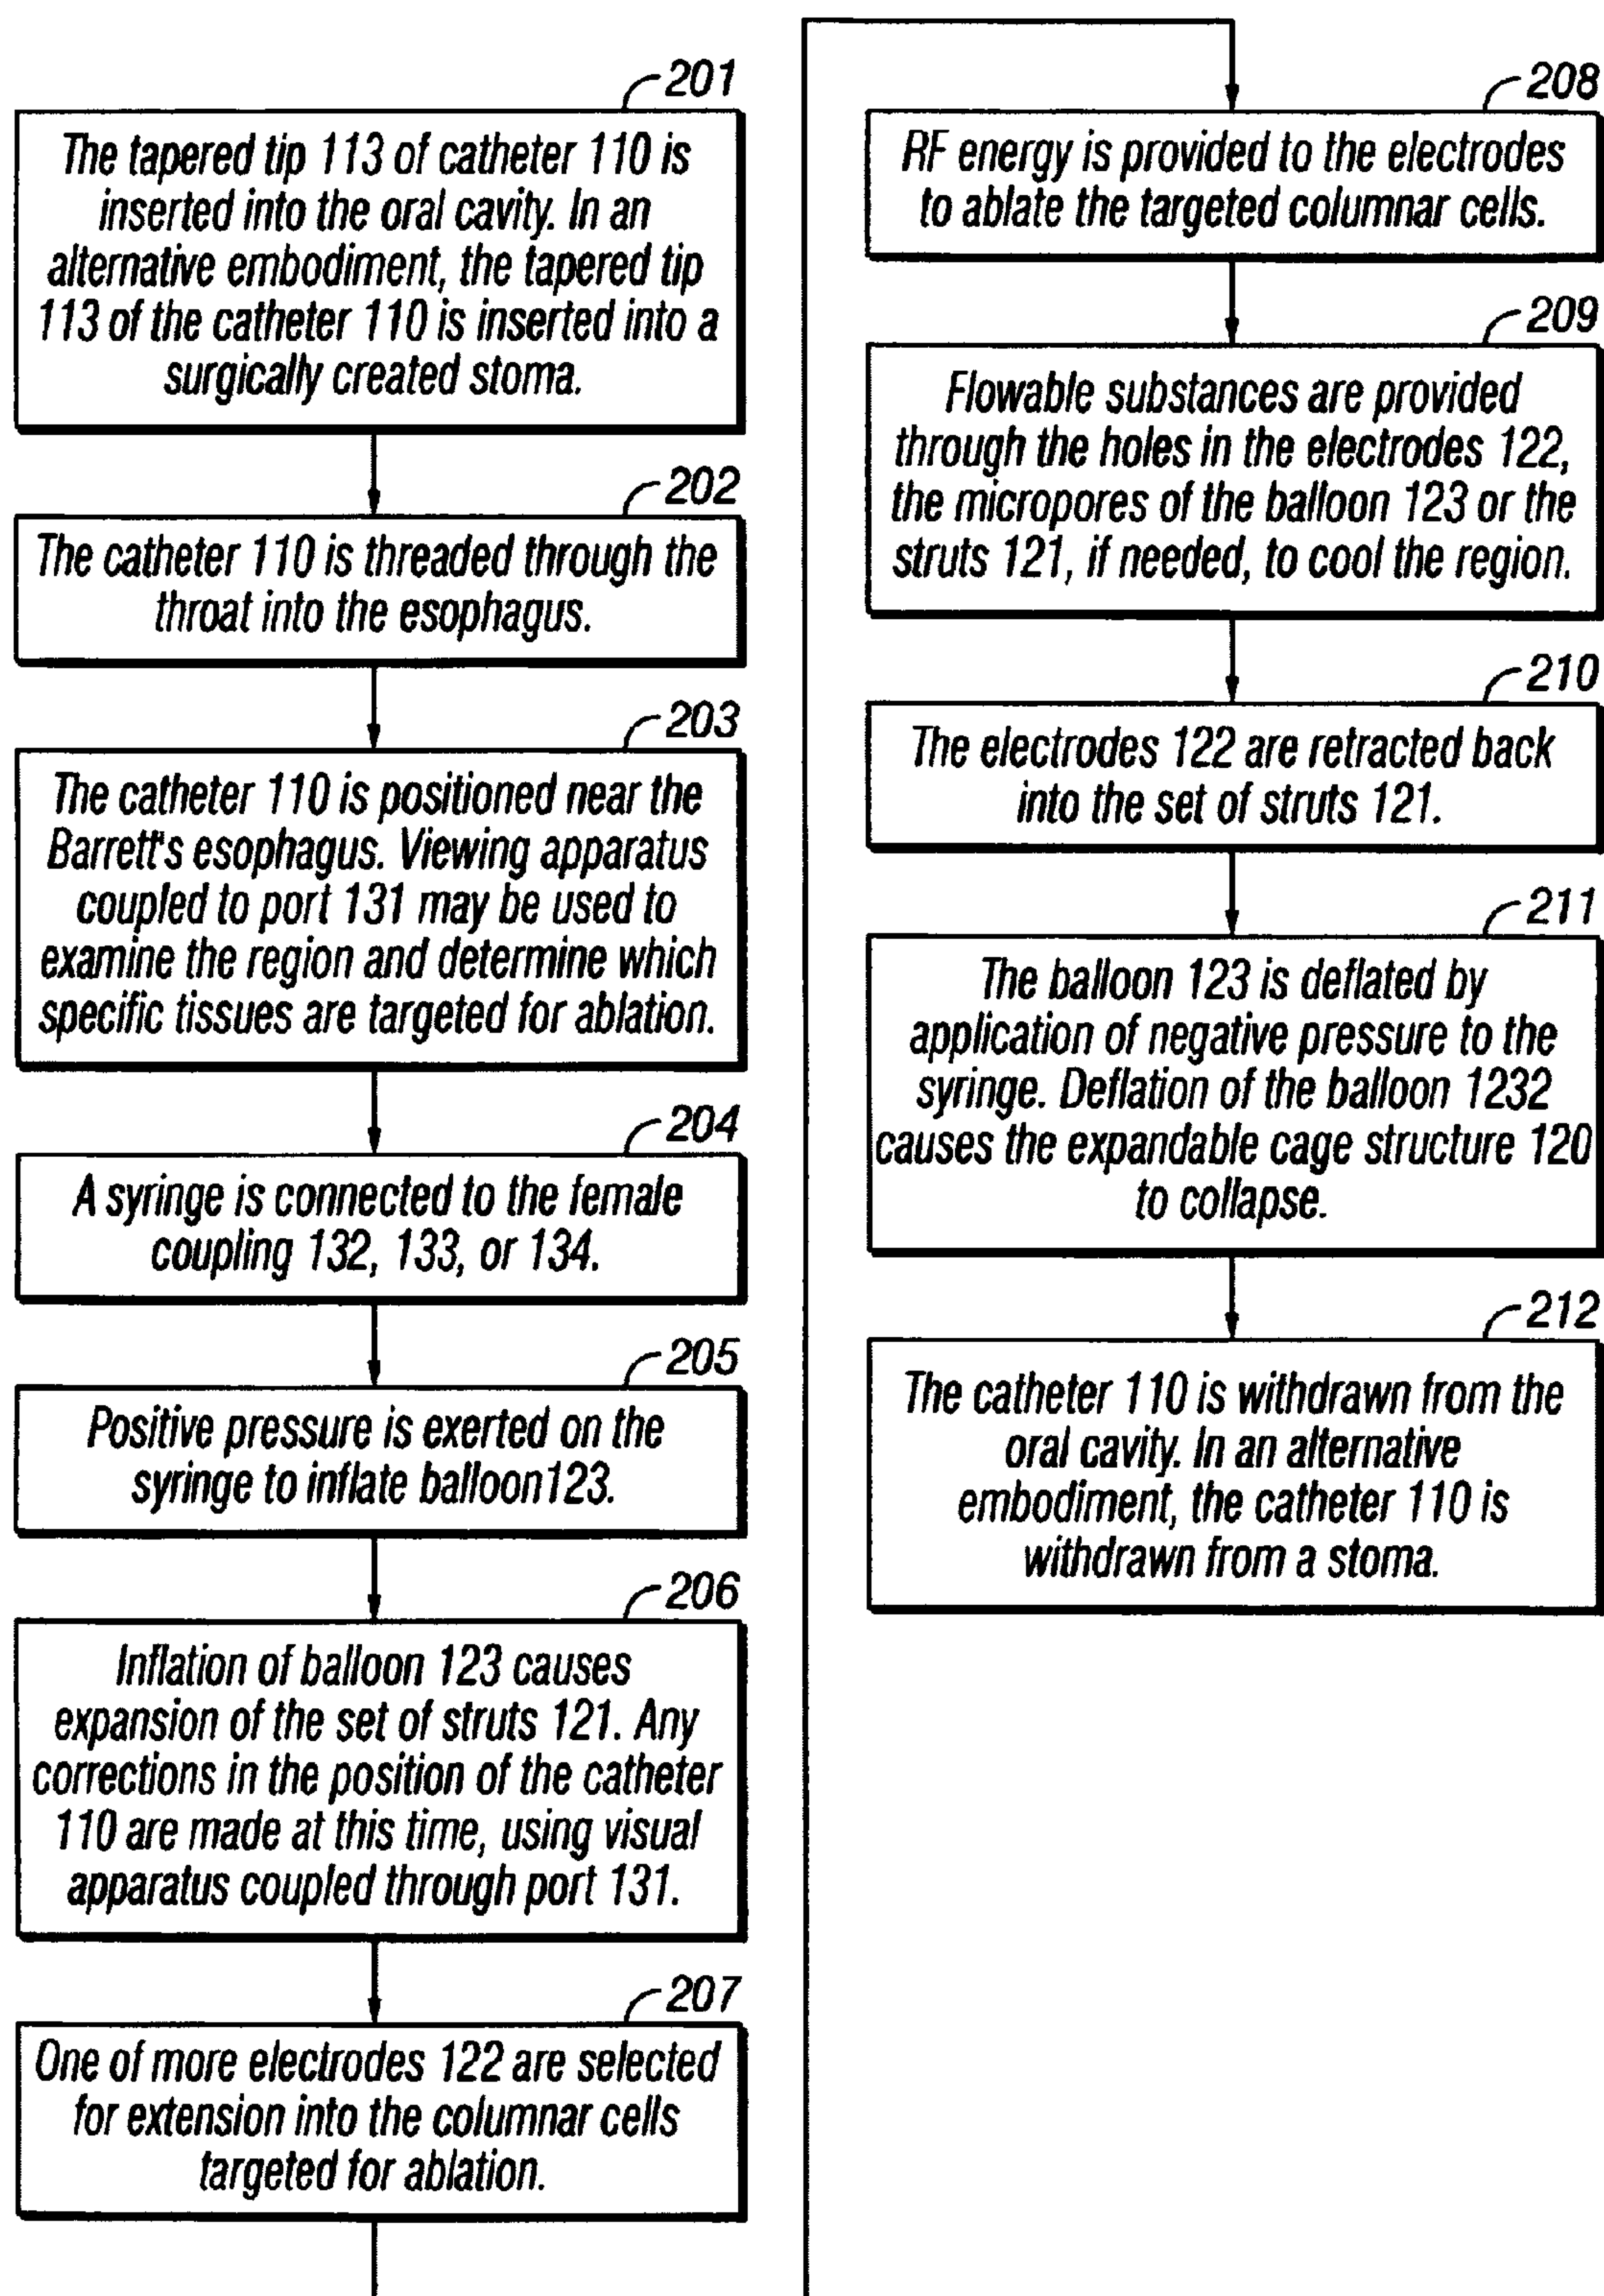 201
The tapered tip 113 of catheter 110 is
inserted into the oral cavity. In an
alternative embodiment, the tapered tip
113 of the catheter 110 is inserted into a
surgically created stoma.
202
The catheter 110 is threaded through the
throat into the esophagus.
203
The catheter 110 is positioned near the
Barrett's esophagus. Viewing apparatus
coupled to port 131 may be used to
examine the region and determine which
specific tissues are targeted for ablation.
204
A syringe is connected to the female
coupling 132, 133, or 134.
205
Positive pressure is exerted on the
syringe to inflate balloon123.
206
Inflation of balloon 123 causes
expansion of the set of struts 121. Any
corrections in the position of the catheter
110 are made at this time, using visual
apparatus coupled through port 131.
207
One of more electrodes 122 are selected
for extension into the columnar cells
targeted for ablation.
208
RF energy is provided to the electrodes
to ablate the targeted columnar cells.
209
Flowable substances are provided
through the holes in the electrodes 122,
the micropores of the balloon 123 or the
struts 121, if needed, to cool the region.
210
The electrodes 122 are retracted back
into the set of struts 121.
211
The balloon 123 is deflated by
application of negative pressure to the
syringe. Deflation of the balloon 1232
causes the expandable cage structure 120
to collapse.
212
The catheter 110 is withdrawn from the
oral cavity. In an alternative
embodiment, the catheter 110 is
withdrawn from a stoma.